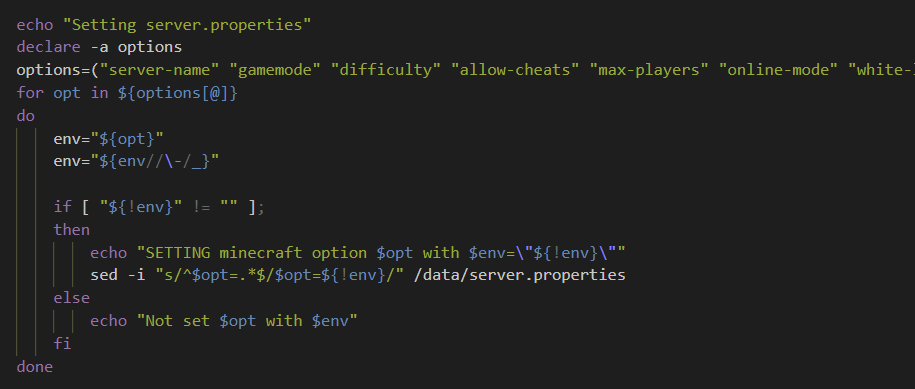 echo "Setting server.properties"
declare -a options
options=("server-name" "gamemode" "difficulty" "allow-cheats" "max-players" "online-mode" "white-
for opt in ${options[@]}
do
env="${opt}"
env="${env//\-/_}"
if [ "${!env}" != "" ];
then
echo "SETTING minecraft option $opt with $env=\"${!env}\""
sed -i "s/^$opt=.*$/$opt=${!env}/" /data/server.properties
else
echo "Not set $opt with $env"
fi
done